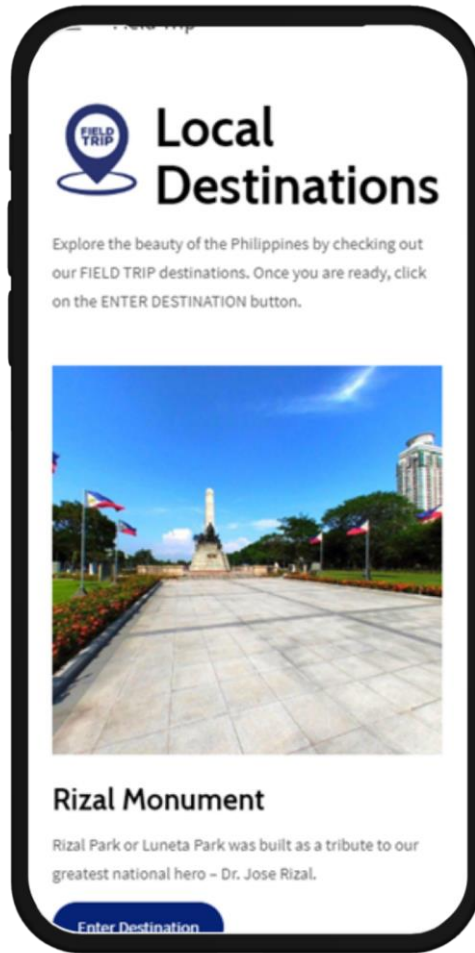 FIELD
TRIP
Local
Destinations
Explore the beauty of the Philippines by checking out
our FIELD TRIP destinations. Once you are ready, click
on the ENTER DESTINATION button.
Rizal Monument
Rizal Park or Luneta Park was built as a tribute to our
greatest national hero – Dr. Jose Rizal.
Enter Destination